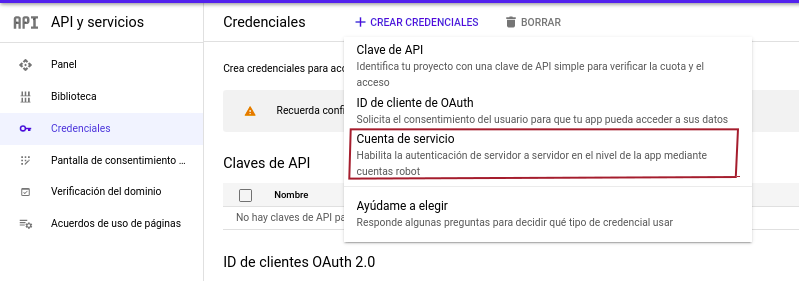 API
API y servicios
Panel
Biblioteca
Credenciales
Pantalla de consentimiento ...
Verificación del dominio
Acuerdos de uso de páginas
Credenciales
+ CREAR CREDENCIALES
BORRAR
Crea credenciales para acc
Recuerda confi
Clave de API
Identifica tu proyecto con una clave de API simple para verificar la cuota y el
acceso
ID de cliente de OAuth
Solicita el consentimiento del usuario para que tu app pueda acceder a sus datos
Cuenta de servicio
Habilita la autenticación de servidor a servidor en el nivel de la app mediante
cuentas robot
Ayúdame a elegir
Responde algunas preguntas para decidir qué tipo de credencial usar
Claves de API
Nombre
No hay claves de API pa
ID de clientes OAuth 2.0